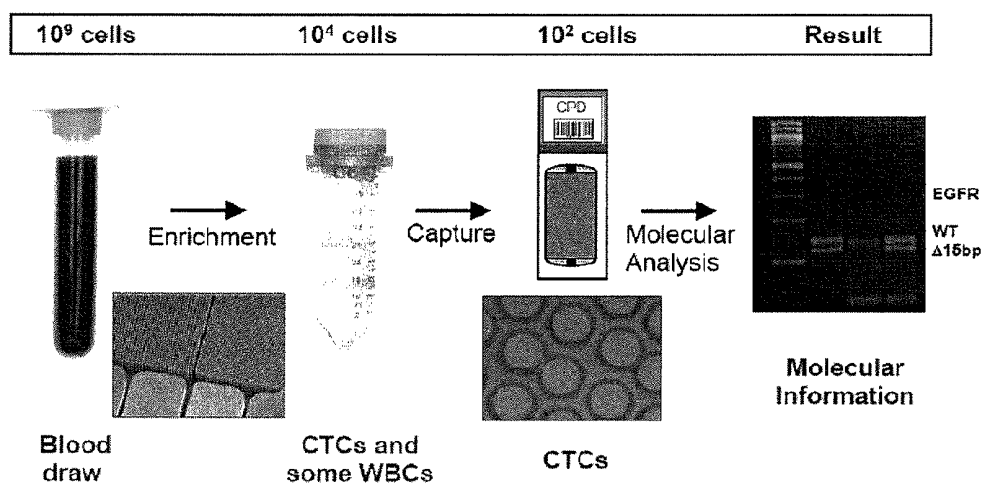 10⁹ cells
10⁴ cells
10² cells
Result
CPD
EGFR
Enrichment
Capture
Molecular
Analysis
WT
Δ15bp
Molecular
Information
Blood
draw
CTCs and
some WBCs
CTCs